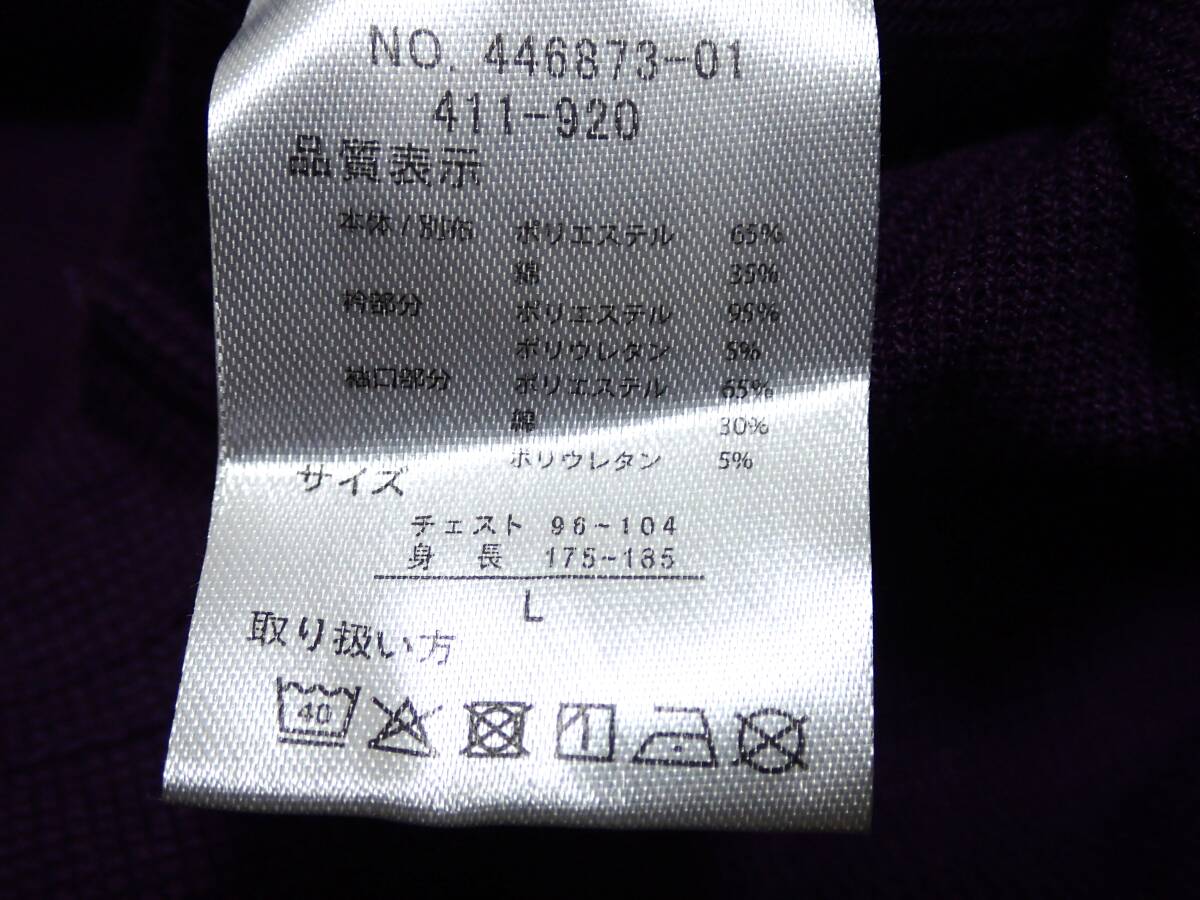 NO. 446873-01
411-920
品質表示
本体 / 別布 ポリエステル 65%
綿 35%
衿部分 ポリエステル 95%
ポリウレタン 5%
袖口部分 ポリエステル 65%
綿 30%
ポリウレタン 5%
サイズ
チェスト 96~104
身 長 175~185
L
取り扱い方
40